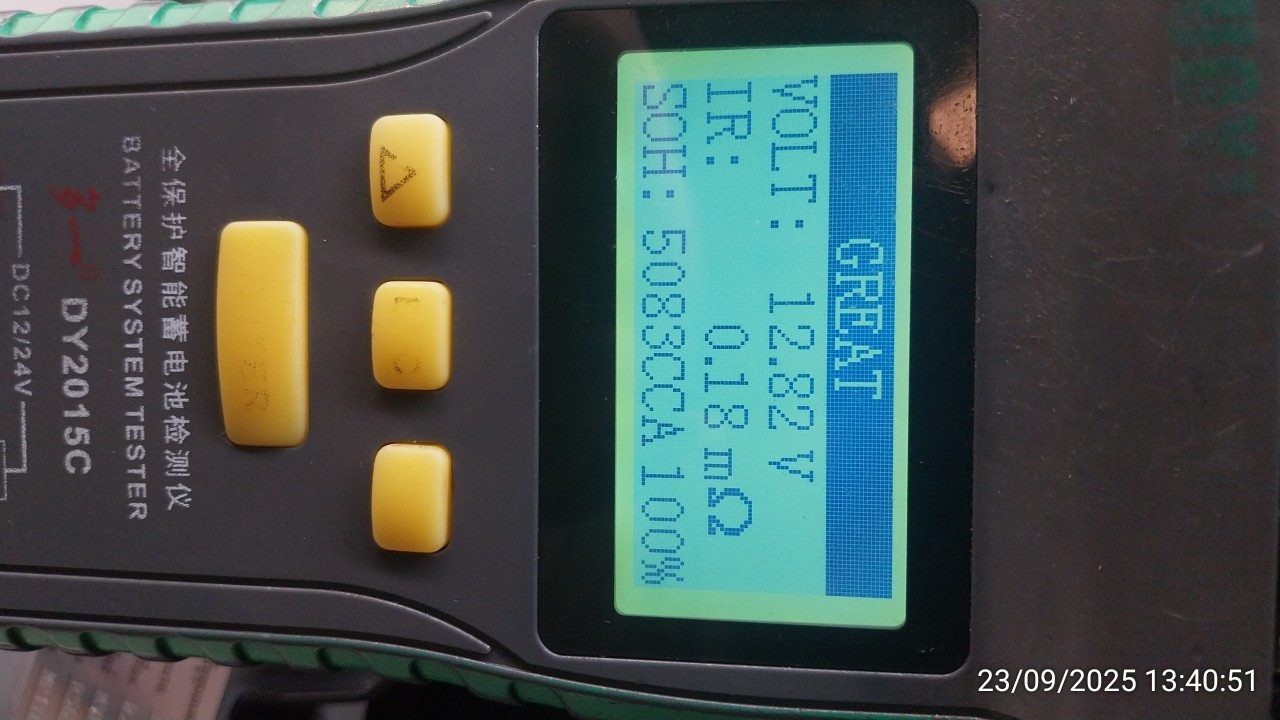 GREAT
VOLT: 12.82 V
IR: 0.18 mΩ
SOH: 5083CCA 100%
全保护智能蓄电池检测仪
BATTERY SYSTEM TESTER
DY2015C
DC12/24V
23/09/2025 13:40:51